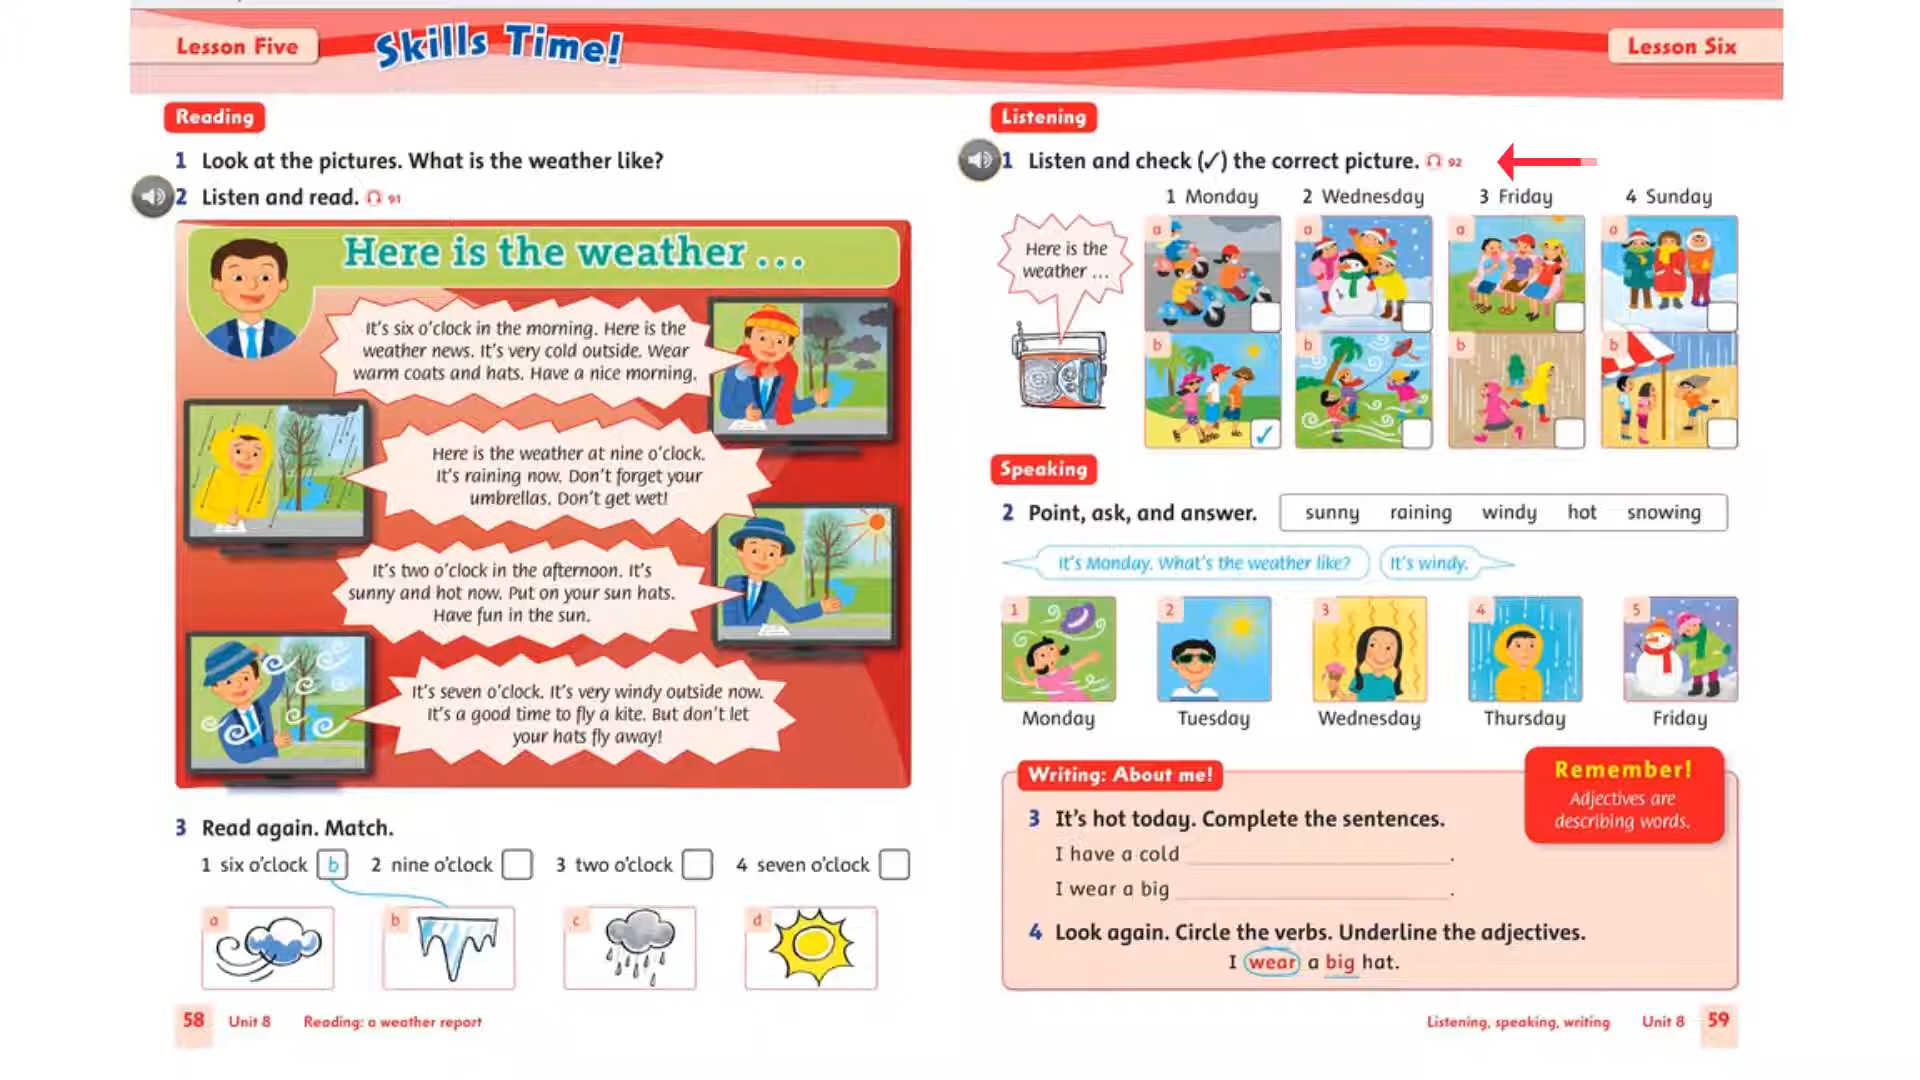 Lesson Five
Skills Time!
Lesson Six
Reading
1 Look at the pictures. What is the weather like?
2 Listen and read. 91
Here is the weather ...
It's six o'clock in the morning. Here is the
weather news. It's very cold outside. Wear
warm coats and hats. Have a nice morning.
Here is the weather at nine o'clock.
It's raining now. Don't forget your
umbrellas. Don't get wet!
It's two o'clock in the afternoon. It's
sunny and hot now. Put on your sun hats.
Have fun in the sun.
It's seven o'clock. It's very windy outside now.
It's a good time to fly a kite. But don't let
your hats fly away!
3 Read again. Match.
1 six o'clock b 2 nine o'clock 3 two o'clock 4 seven o'clock
a b c d
58 Unit 8 Reading: a weather report
Listening
1 Listen and check (✓) the correct picture. 92
1 Monday 2 Wednesday 3 Friday 4 Sunday
Here is the
weather ...
a a a a
b b b b
✓
Speaking
2 Point, ask, and answer.
sunny raining windy hot snowing
It's Monday. What's the weather like? It's windy.
1 2 3 4 5
Monday Tuesday Wednesday Thursday Friday
Writing: About me!
Remember!
Adjectives are
describing words.
3 It's hot today. Complete the sentences.
I have a cold ______.
I wear a big ______.
4 Look again. Circle the verbs. Underline the adjectives.
I wear a big hat.
Listening, speaking, writing Unit 8 59